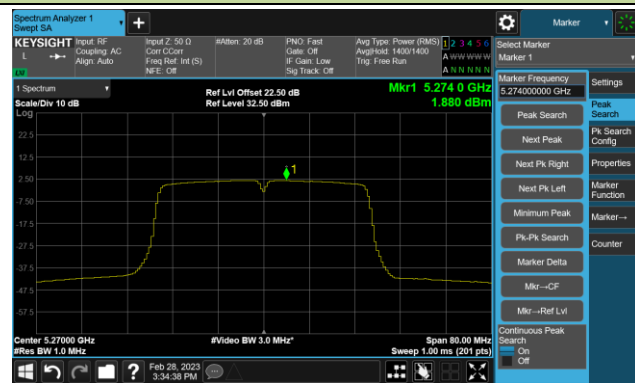 Spectrum Analyzer 1
Swept SA
+
Marker
KEYSIGHT
L
Input: RF
Coupling: AC
Align: Auto
Input Z: 50 Ω
Corr CCorr
Freq Ref: Int (S)
NFE: Off
#Atten: 20 dB
PNO: Fast
Gate: Off
IF Gain: Low
Sig Track: Off
Avg Type: Power (RMS)
Avg|Hold: 1400/1400
Trig: Free Run
1 2 3 4 5 6
A W W W W W
A N N N N N
LVI
Select Marker
Marker 1
1 Spectrum
Scale/Div 10 dB
Ref Lvl Offset 22.50 dB
Ref Level 32.50 dBm
Mkr1 5.274 0 GHz
1.880 dBm
Marker Frequency
5.274000000 GHz
Settings
Peak Search
Peak
Search
Next Peak
Pk Search
Config
Next Pk Right
Properties
Next Pk Left
Marker
Function
Minimum Peak
Marker→
Pk-Pk Search
Counter
Marker Delta
Mkr→CF
Mkr→Ref Lvl
Continuous Peak
Search
On
Off
Log
22.5
12.5
2.50
-7.50
-17.5
-27.5
-37.5
-47.5
-57.5
1
Center 5.27000 GHz
#Res BW 1.0 MHz
#Video BW 3.0 MHz*
Span 80.00 MHz
Sweep 1.00 ms (201 pts)
?
Feb 28, 2023
3:34:38 PM